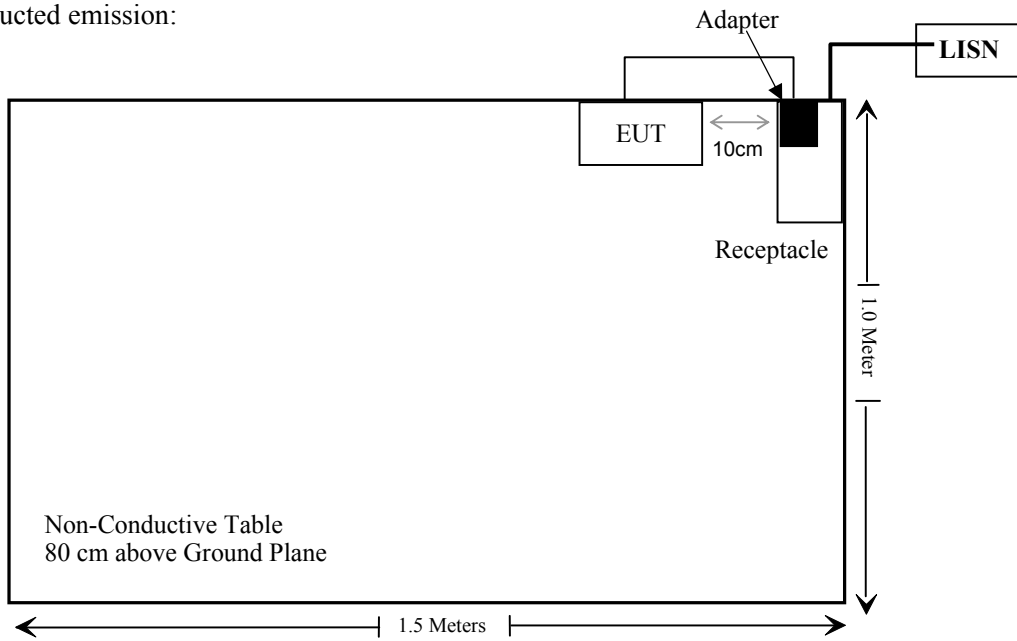 ucted emission:
Adapter
LISN
EUT
10cm
Receptacle
1.0 Meter
Non-Conductive Table
80 cm above Ground Plane
1.5 Meters